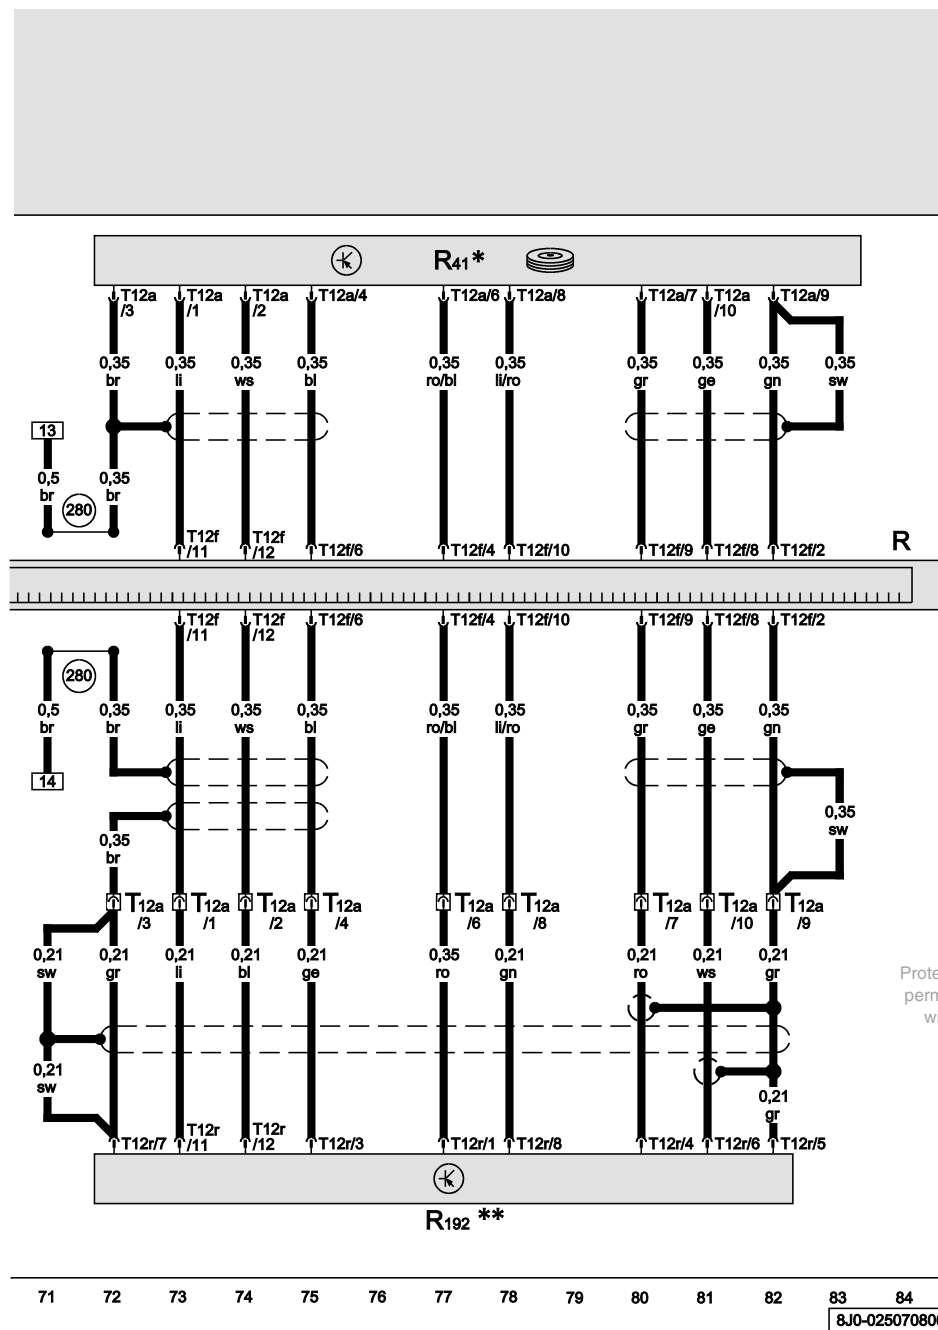 R41*
T12a T12a T12a T12a/4 T12a/6 T12a/8 T12a/7 T12a T12a/9
/3 /1 /2 /10
0,35 0,35 0,35 0,35 0,35 0,35 0,35 0,35 0,35 0,35
br li ws bl ro/bl li/ro gr ge gn sw
13
0,5 0,35
br br
280
T12f T12f
/11 /12 T12f/6 T12f/4 T12f/10 T12f/9 T12f/8 T12f/2
R
T12f T12f T12f/6 T12f/4 T12f/10 T12f/9 T12f/8 T12f/2
/11 /12
280
0,5 0,35 0,35 0,35 0,35 0,35 0,35 0,35 0,35 0,35
br br li ws bl ro/bl li/ro gr ge gn
14
0,35
sw
0,35
br
T12a T12a T12a T12a T12a T12a T12a T12a T12a
/3 /1 /2 /4 /6 /8 /7 /10 /9
0,21 0,21 0,21 0,21 0,21 0,35 0,21 0,21 0,21 0,21
sw gr li bl ge ro gn ro ws gr
0,21
sw
0,21
gr
T12r T12r
T12r/7 /11 /12 T12r/3 T12r/1 T12r/8 T12r/4 T12r/6 T12r/5
R192 **
71 72 73 74 75 76 77 78 79 80 81 82 83 84